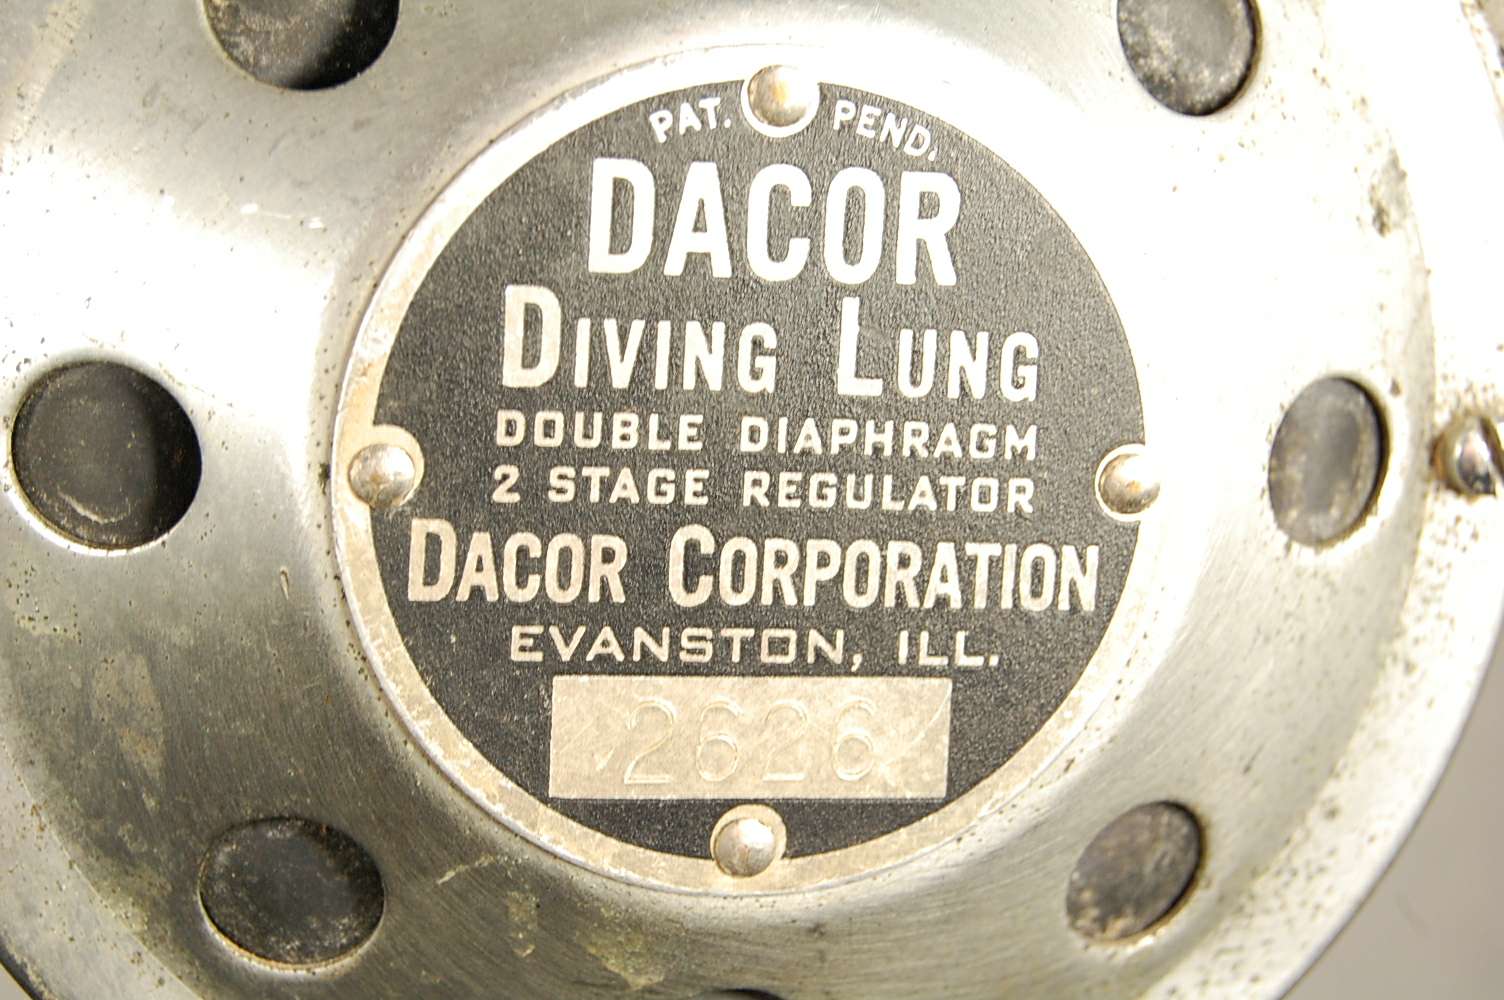 PAT. PEND.
DACOR
DIVING LUNG
DOUBLE DIAPHRAGM
2 STAGE REGULATOR
DACOR CORPORATION
EVANSTON, ILL.
2626